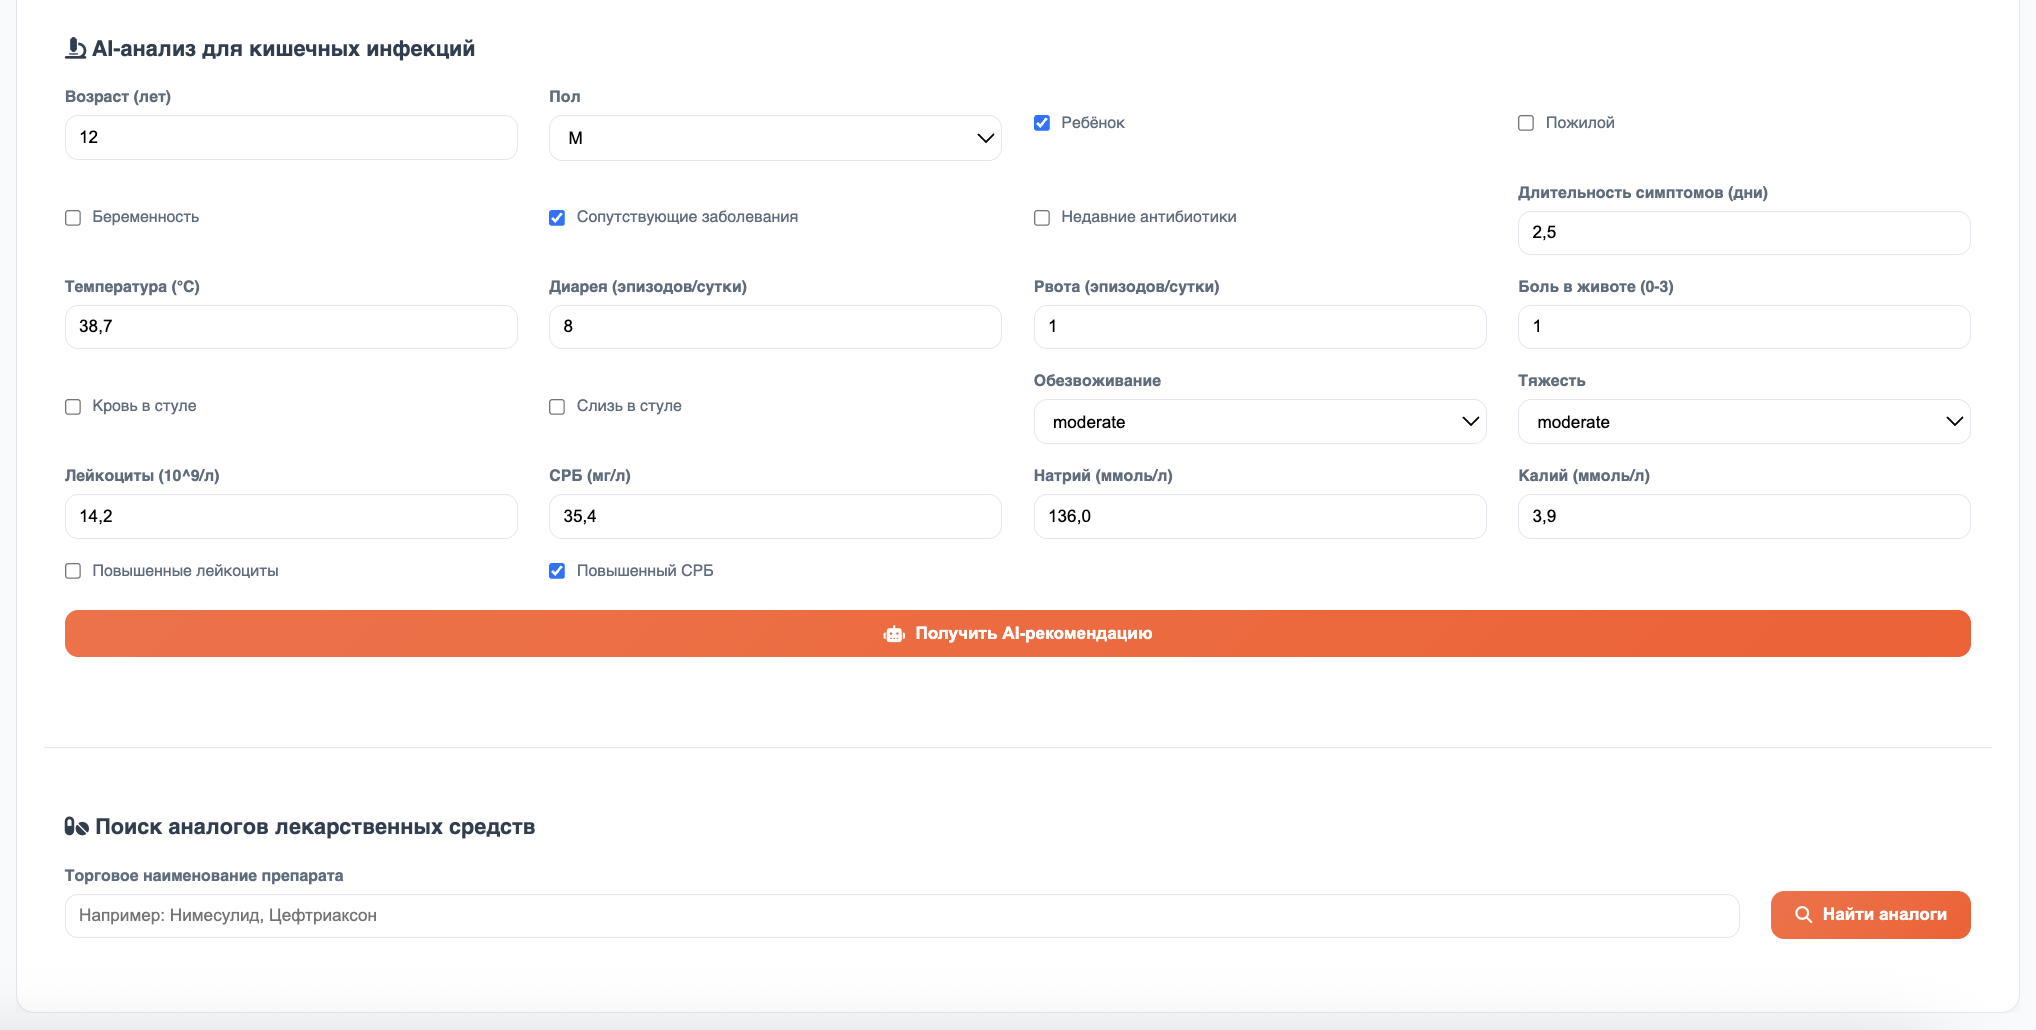 AI-анализ для кишечных инфекций
Возраст (лет)
Пол
12
М
Ребёнок
Пожилой
Беременность
Сопутствующие заболевания
Недавние антибиотики
Длительность симптомов (дни)
2,5
Температура (°C)
Диарея (эпизодов/сутки)
Рвота (эпизодов/сутки)
Боль в животе (0-3)
38,7
8
1
1
Кровь в стуле
Слизь в стуле
Обезвоживание
Тяжесть
moderate
moderate
Лейкоциты (10^9/л)
СРБ (мг/л)
Натрий (ммоль/л)
Калий (ммоль/л)
14,2
35,4
136,0
3,9
Повышенные лейкоциты
Повышенный СРБ
Получить AI-рекомендацию
Поиск аналогов лекарственных средств
Торговое наименование препарата
Например: Нимесулид, Цефтриаксон
Найти аналоги